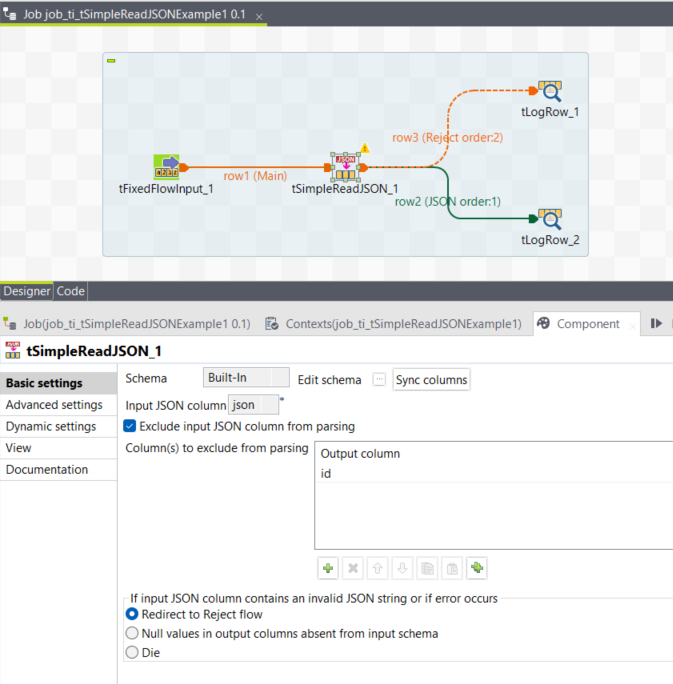 Job job_ti_tSimpleReadJSONExample1 0.1
tLogRow_1
row3 (Reject order:2)
JSON
row1 (Main)
tFixedFlowInput_1
tSimpleReadJSON_1
row2 (JSON order:1)
tLogRow_2
Designer Code
Job(job_ti_tSimpleReadJSONExample1 0.1) Contexts(job_ti_tSimpleReadJSONExample1) Component
JSON tSimpleReadJSON_1
Basic settings
Advanced settings
Dynamic settings
View
Documentation
Schema Built-In Edit schema ... Sync columns
Input JSON column json *
Exclude input JSON column from parsing
Column(s) to exclude from parsing
Output column
id
If input JSON column contains an invalid JSON string or if error occurs
Redirect to Reject flow
Null values in output columns absent from input schema
Die